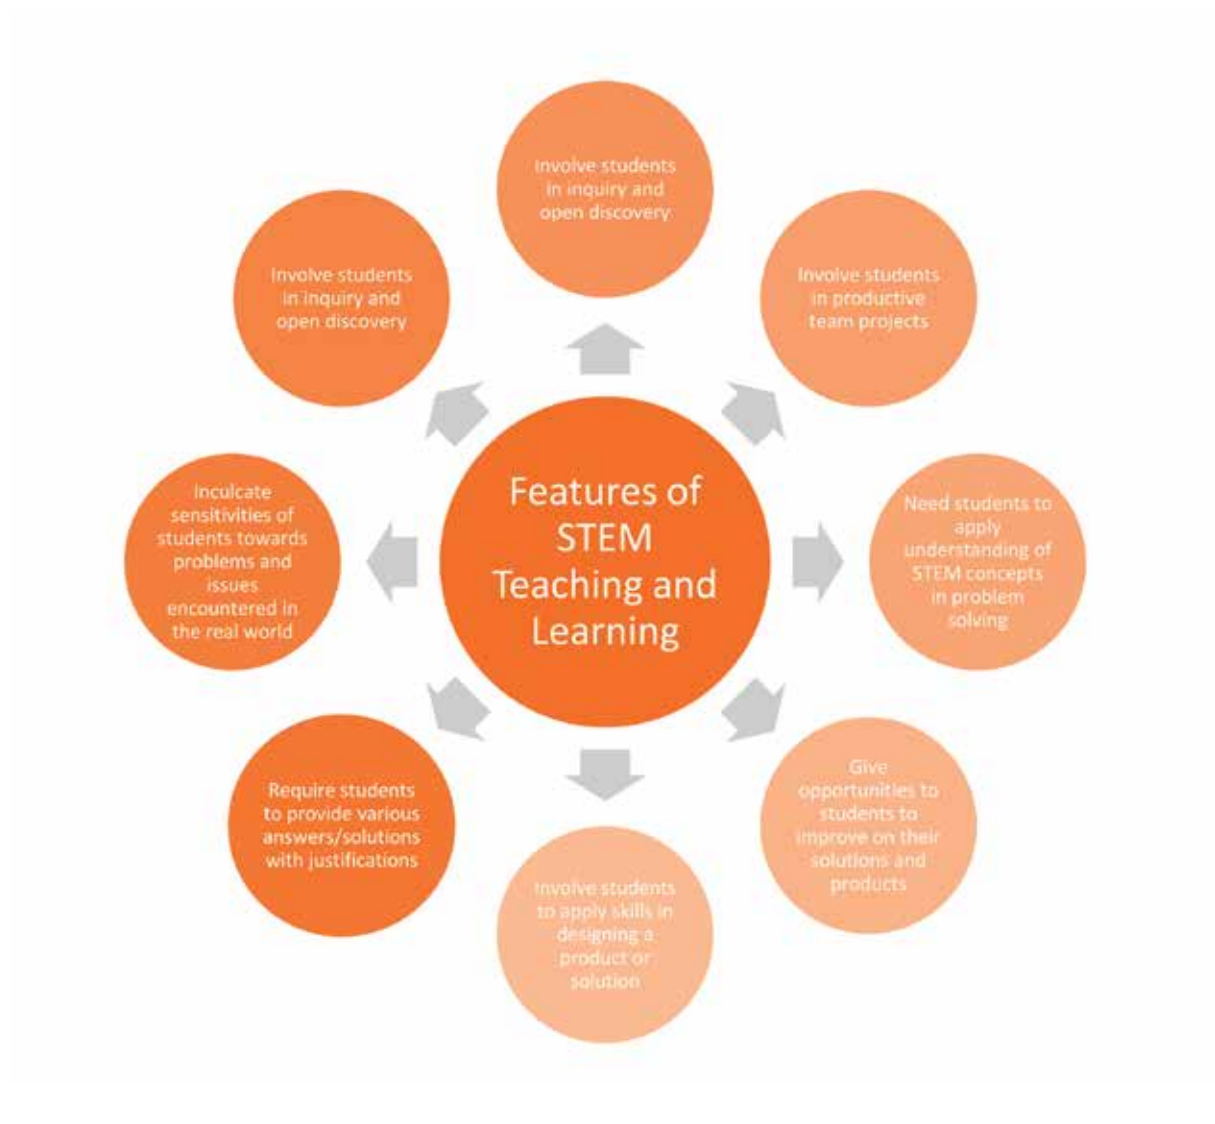 Involve students
in inquiry and
open discovery
Involve students
in inquiry and
open discovery
Involve students
in productive
team projects
Inculcate
sensitivities of
students towards
problems and
issues
encountered in
the real world
Features of
STEM
Teaching and
Learning
Need students to
apply
understanding of
STEM concepts
in problem
solving
Require students
to provide various
answers/solutions
with justifications
Give
opportunities to
students to
improve on their
solutions and
products
Involve students
to apply skills in
designing a
product or
solution